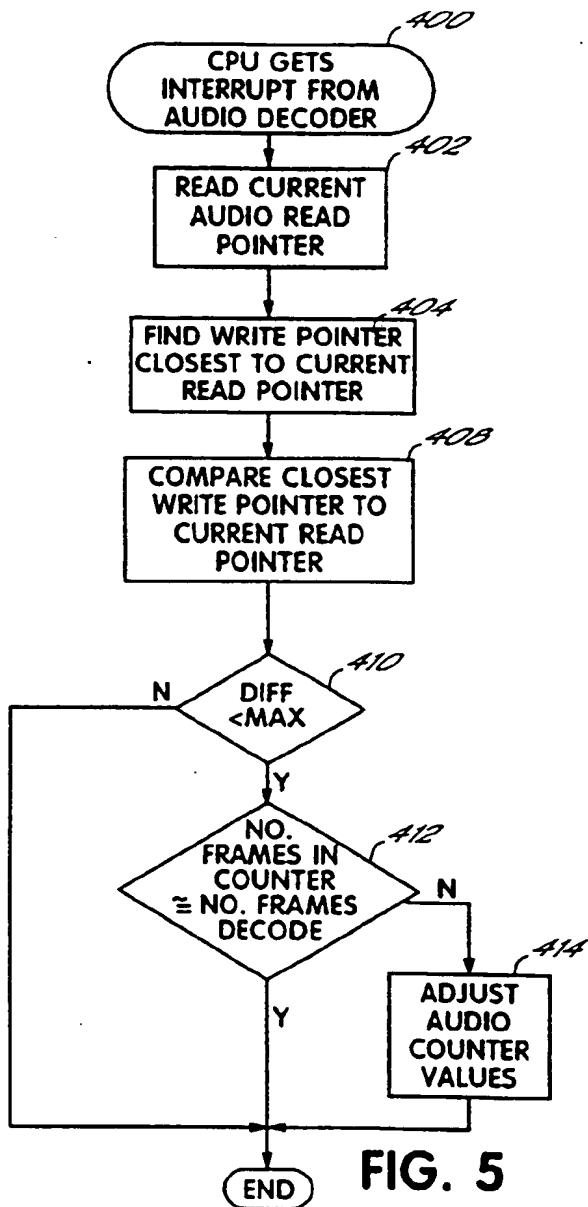 400
CPU GETS
INTERRUPT FROM
AUDIO DECODER
402
READ CURRENT
AUDIO READ
POINTER
404
FIND WRITE POINTER
CLOSEST TO CURRENT
READ POINTER
408
COMPARE CLOSEST
WRITE POINTER TO
CURRENT READ
POINTER
410
N
DIFF
<MAX
Y
412
NO.
FRAMES IN
COUNTER
≅ NO. FRAMES
DECODE
N
414
ADJUST
AUDIO
COUNTER
VALUES
Y
END
FIG. 5